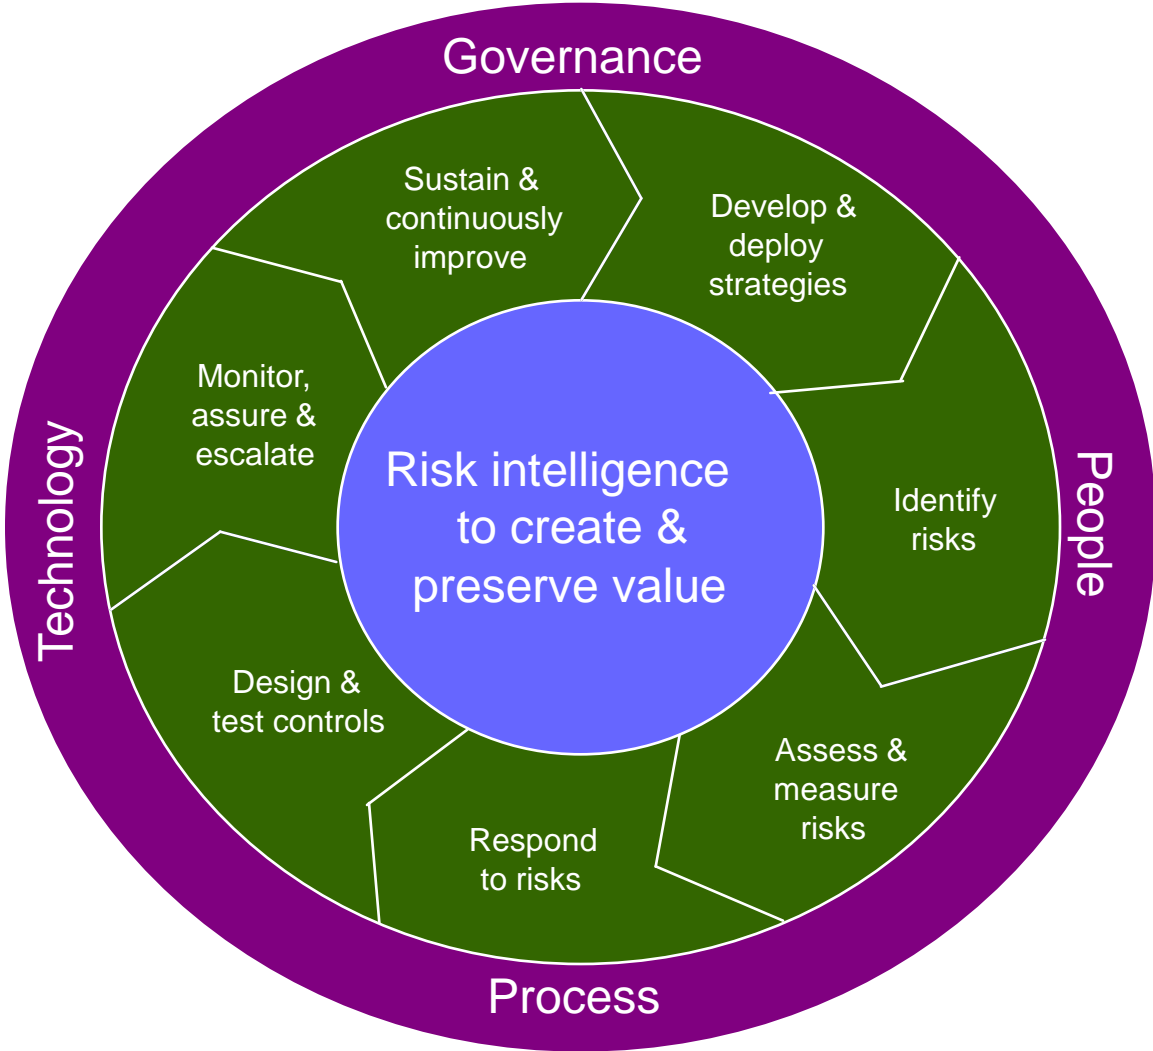 Governance
Sustain &
continuously
improve
Develop &
deploy
strategies
Monitor,
assure &
escalate
Risk intelligence
to create &
preserve value
Identify
risks
Technology
People
Design &
test controls
Assess &
measure
risks
Respond
to risks
Process